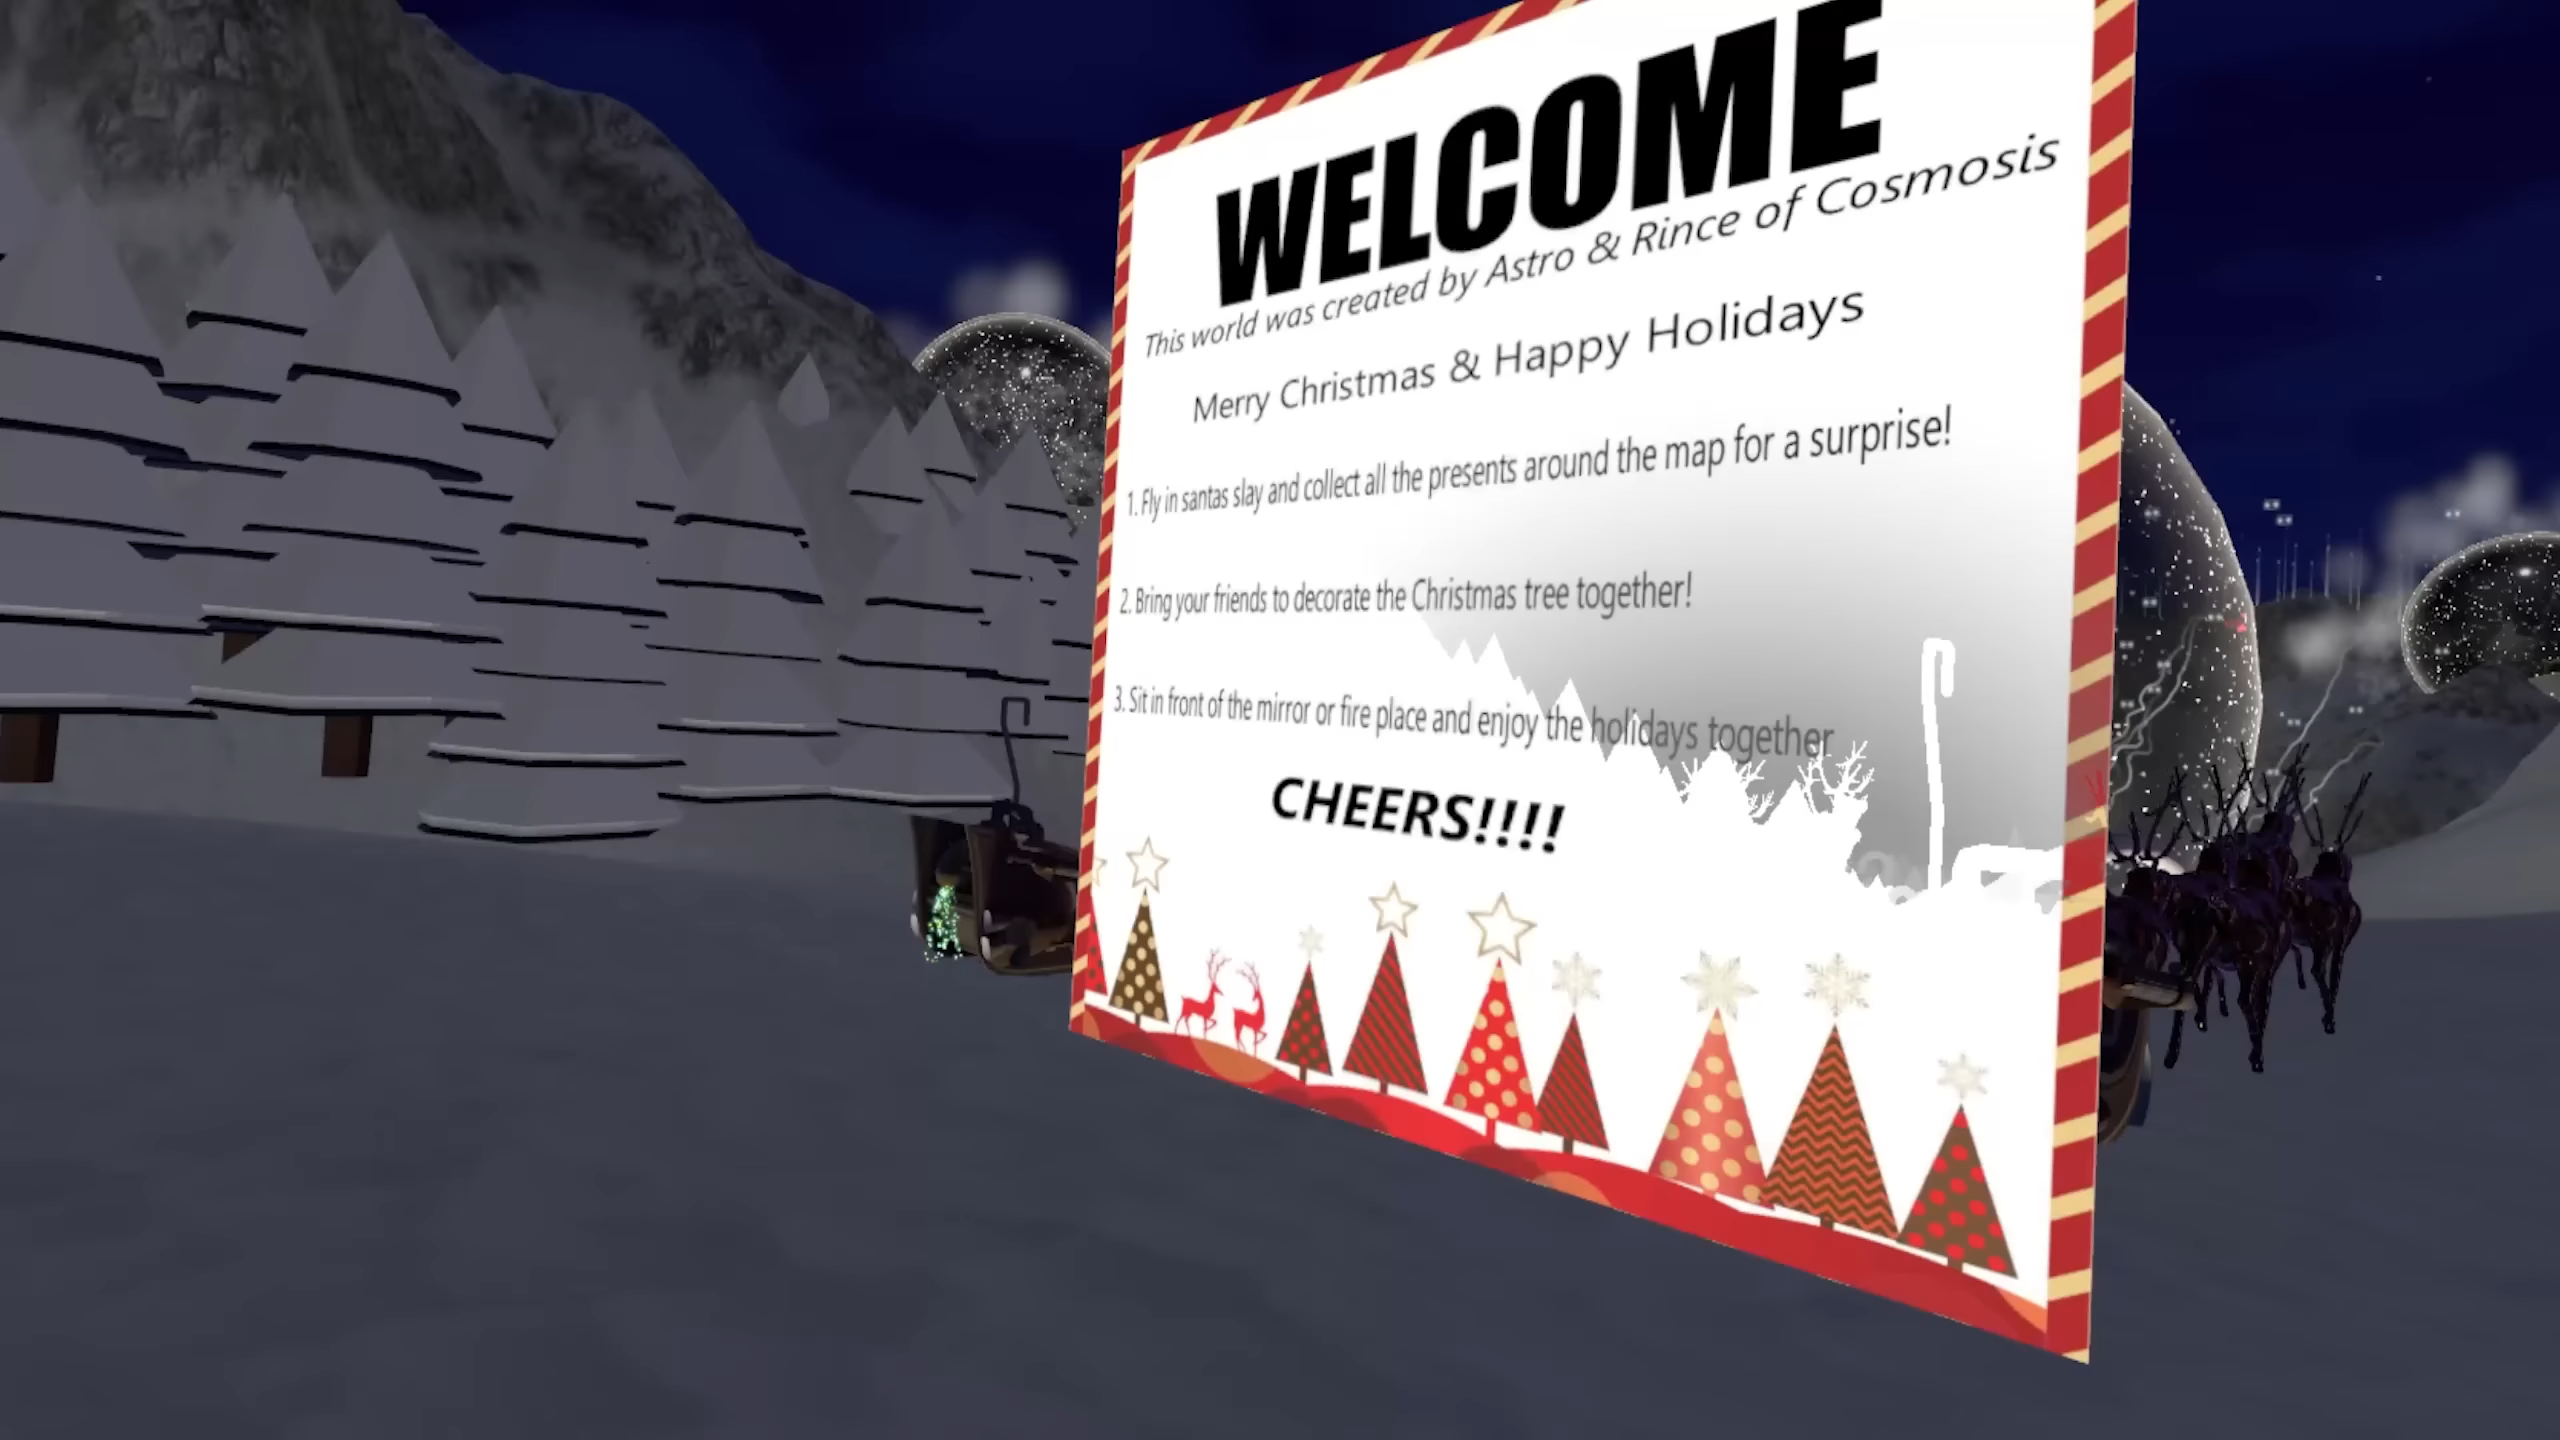 WELCOME
This world was created by Astro & Rince of Cosmosis
Merry Christmas & Happy Holidays
1. Fly in santas slay and collect all the presents around the map for a surprise!
2. Bring your friends to decorate the Christmas tree together!
3. Sit in front of the mirror or fire place and enjoy the holidays together
CHEERS!!!!